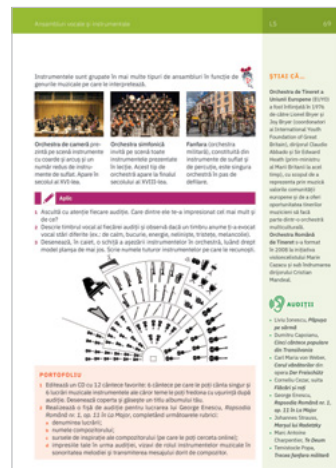 Ansambluri vocale și instrumentale
L5
69
Instrumentele sunt grupate în mai multe tipuri de ansambluri în funcție de
genurile muzicale pe care le interpretează.
Orchestra de cameră pre-
zintă pe scenă instrumente
cu coarde și arcuș și un
număr redus de instru-
mente de suflat. Apare în
secolul al XVII-lea.
Orchestra simfonică
invită pe scenă toate
instrumentele prezentate
în lecție. Acest tip de
orchestră apare la finalul
secolului al XVIII-lea.
Fanfara (orchestra
militară), constituită din
instrumente de suflat și
de percuție, este singura
orchestră în pas de
defilare.
Aplic
1 Ascultă cu atenție fiecare audiție. Care dintre ele te-a impresionat cel mai mult și
de ce?
2 Descrie timbrul vocal al fiecărei audiții și observă dacă un timbru anume ți-a evocat
vocal stări diferite (ex.: de calm, bucurie, energie, neliniște, tristețe, melancolie).
3 Desenează, în caiet, o schiță a așezării instrumentelor în orchestră, luând drept
model planșa de mai jos. Scrie numele tuturor instrumentelor pe care le recunoști.
PORTOFOLIU
1 Editează un CD cu 12 cântece favorite: 6 cântece pe care le poți cânta singur și
6 lucrări muzicale instrumentale ale căror teme le poți fredona cu ușurință după
audiție. Desenează coperta și găsește un titlu albumului tău.
2 Realizează o fișă de audiție pentru lucrarea lui George Enescu, Rapsodia
Română nr. 1, op. 11 în La Major, completând următoarele rubrici:
denumirea lucrării;
numele compozitorului;
sursele de inspirație ale compozitorului (pe care le poți cerceta online);
impresiile tale în urma audiției, vizavi de rolul instrumentelor muzicale în
sonoritatea melodiei și transmiterea mesajului dorit de compozitor.
ȘTIAI CĂ...
Orchestra de Tineret a
Uniunii Europene (EUYO)
a fost înființată în 1976
de către Lionel Bryer și
Joy Bryer (coordonatori
ai International Youth
Foundation of Great
Britain), dirijorul Claudio
Abbado și Sir Edward
Heath (prim-ministru
al Marii Britanii la acel
timp), cu scopul de a
reprezenta prin muzică
valorile comunității
europene și de a oferi
oportunitatea tinerilor
muzicieni să facă
parte dintr-o orchestră
multiculturală.
Orchestra Română
de Tineret s-a format
în 2008 la inițiativa
violoncelistului Marin
Cazacu și sub îndrumarea
dirijorului Cristian
Mandeal.
AUDIȚII
Liviu Ionescu, Păpușa
pe sârmă
Dumitru Capoianu,
Cinci cântece populare
din Transilvania
Carl Maria von Weber,
Corul vânătorilor din
opera Der Freischütz
Corneliu Cezar, suita
Flăcări și roți
George Enescu,
Rapsodia Română nr. 1,
op. 11 în La Major
Johannes Strauss,
Marșul lui Radetzky
Marc Antoine
Charpentier, Te Deum
Temistocle Popa,
Trecea fanfara militară